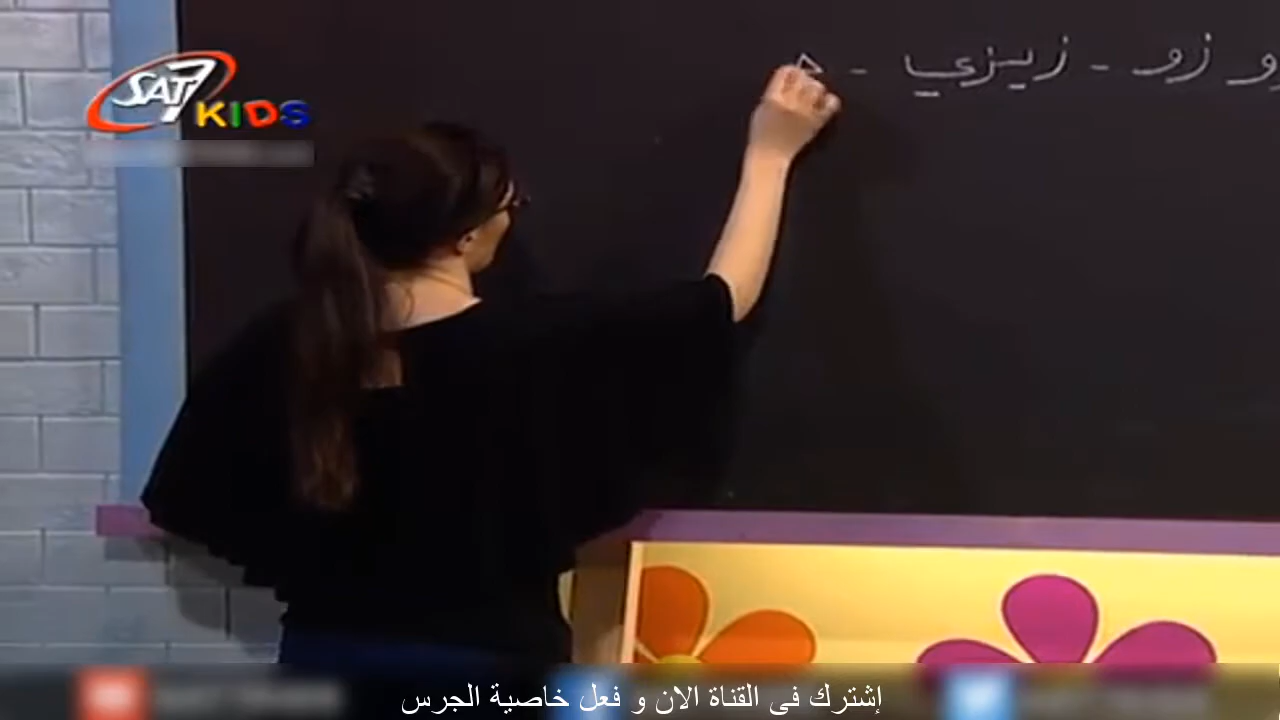 و زو - زيزي -
SAT7
KIDS
إشترك فى القناة الان و فعل خاصية الجرس